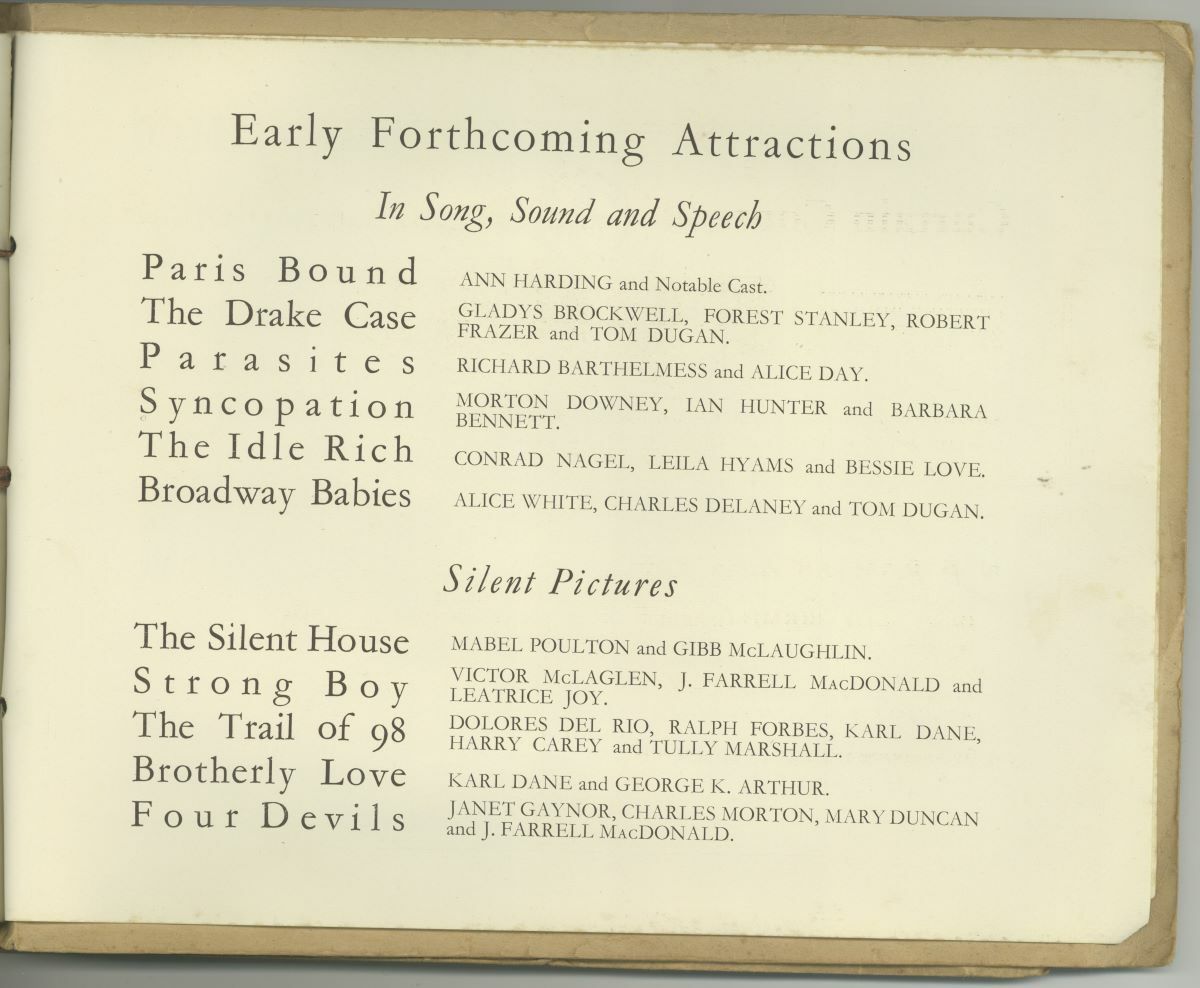 Early Forthcoming Attractions
In Song, Sound and Speech
Paris Bound ANN HARDING and Notable Cast.
The Drake Case GLADYS BROCKWELL, FOREST STANLEY, ROBERT
FRAZER and TOM DUGAN.
Parasites RICHARD BARTHELMESS and ALICE DAY.
Syncopation MORTON DOWNEY, IAN HUNTER and BARBARA
BENNETT.
The Idle Rich CONRAD NAGEL, LEILA HYAMS and BESSIE LOVE.
Broadway Babies ALICE WHITE, CHARLES DELANEY and TOM DUGAN.
Silent Pictures
The Silent House MABEL POULTON and GIBB McLAUGHLIN.
Strong Boy VICTOR McLAGLEN, J. FARRELL MacDONALD and
LEATRICE JOY.
The Trail of 98 DOLORES DEL RIO, RALPH FORBES, KARL DANE,
HARRY CAREY and TULLY MARSHALL.
Brotherly Love KARL DANE and GEORGE K. ARTHUR.
Four Devils JANET GAYNOR, CHARLES MORTON, MARY DUNCAN
and J. FARRELL MacDONALD.